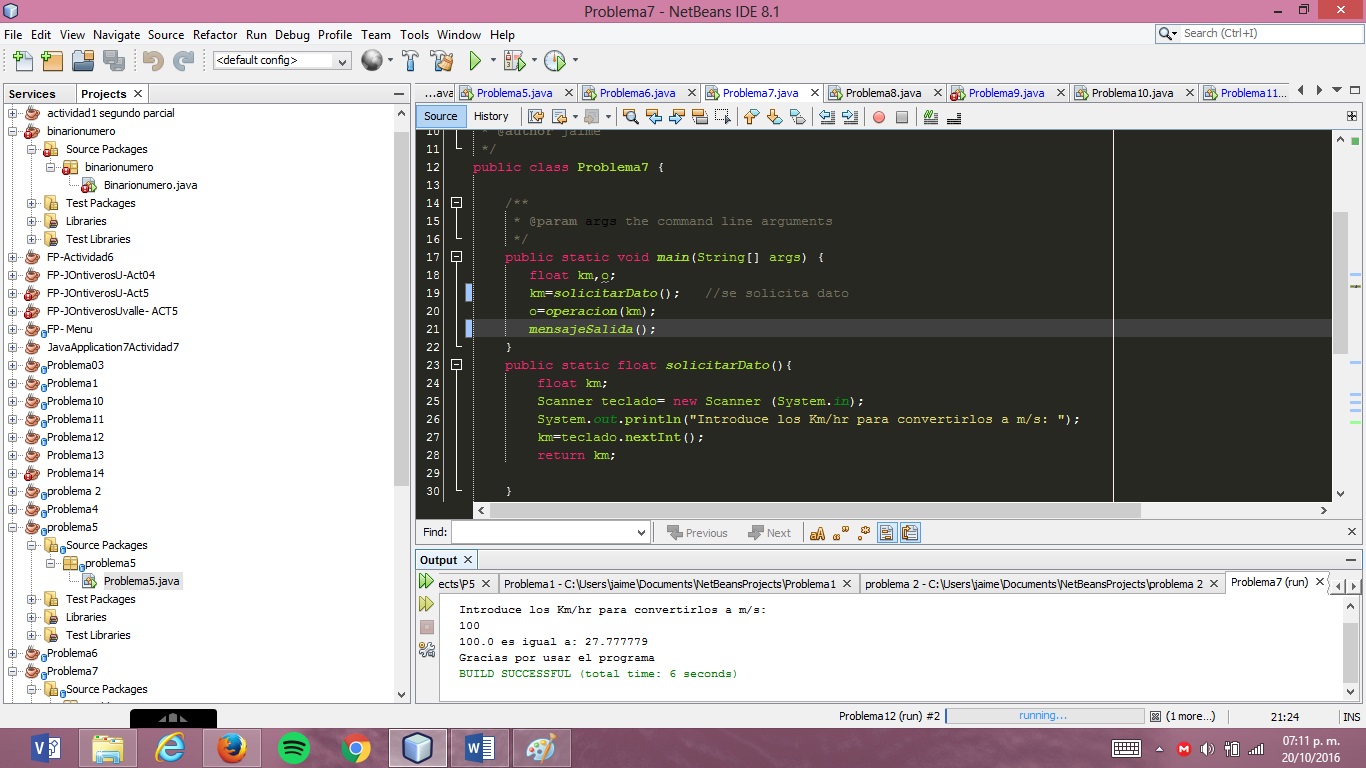 Problema7 - NetBeans IDE 8.1
File Edit View Navigate Source Refactor Run Debug Profile Team Tools Window Help
Search (Ctrl+I)
<default config>
Services Projects
actividad1 segundo parcial
binarionumero
Source Packages
binarionumero
Binarionumero.java
Test Packages
Libraries
Test Libraries
FP-Actividad6
FP-JOntiverosU-Act04
FP-JOntiverosU-Act5
FP-JOntiverosUvalle- ACT5
FP- Menu
JavaApplication7Actividad7
Problema03
Problema1
Problema10
Problema11
Problema12
Problema13
Problema14
problema 2
Problema4
problema5
Source Packages
problema5
Problema5.java
Test Packages
Libraries
Test Libraries
Problema6
Problema7
Source Packages
...ava Problema5.java Problema6.java Problema7.java Problema8.java Problema9.java Problema10.java Problema11...
Source History
10 * @author jaime
11 */
12 public class Problema7 {
13
14 /**
15 * @param args the command line arguments
16 */
17 public static void main(String[] args) {
18 float km,o;
19 km=solicitarDato(); //se solicita dato
20 o=operacion(km);
21 mensajeSalida();
22 }
23 public static float solicitarDato(){
24 float km;
25 Scanner teclado= new Scanner (System.in);
26 System.out.println("Introduce los Km/hr para convertirlos a m/s: ");
27 km=teclado.nextInt();
28 return km;
29
30 }
Find: Previous Next
Output
ects\P5 Problema1 - C:\Users\jaime\Documents\NetBeansProjects\Problema1 problema 2 - C:\Users\jaime\Documents\NetBeansProjects\problema 2 Problema7 (run)
Introduce los Km/hr para convertirlos a m/s:
100
100.0 es igual a: 27.777779
Gracias por usar el programa
BUILD SUCCESSFUL (total time: 6 seconds)
Problema12 (run) #2 running... (1 more...) 21:24 INS
07:11 p. m.
20/10/2016